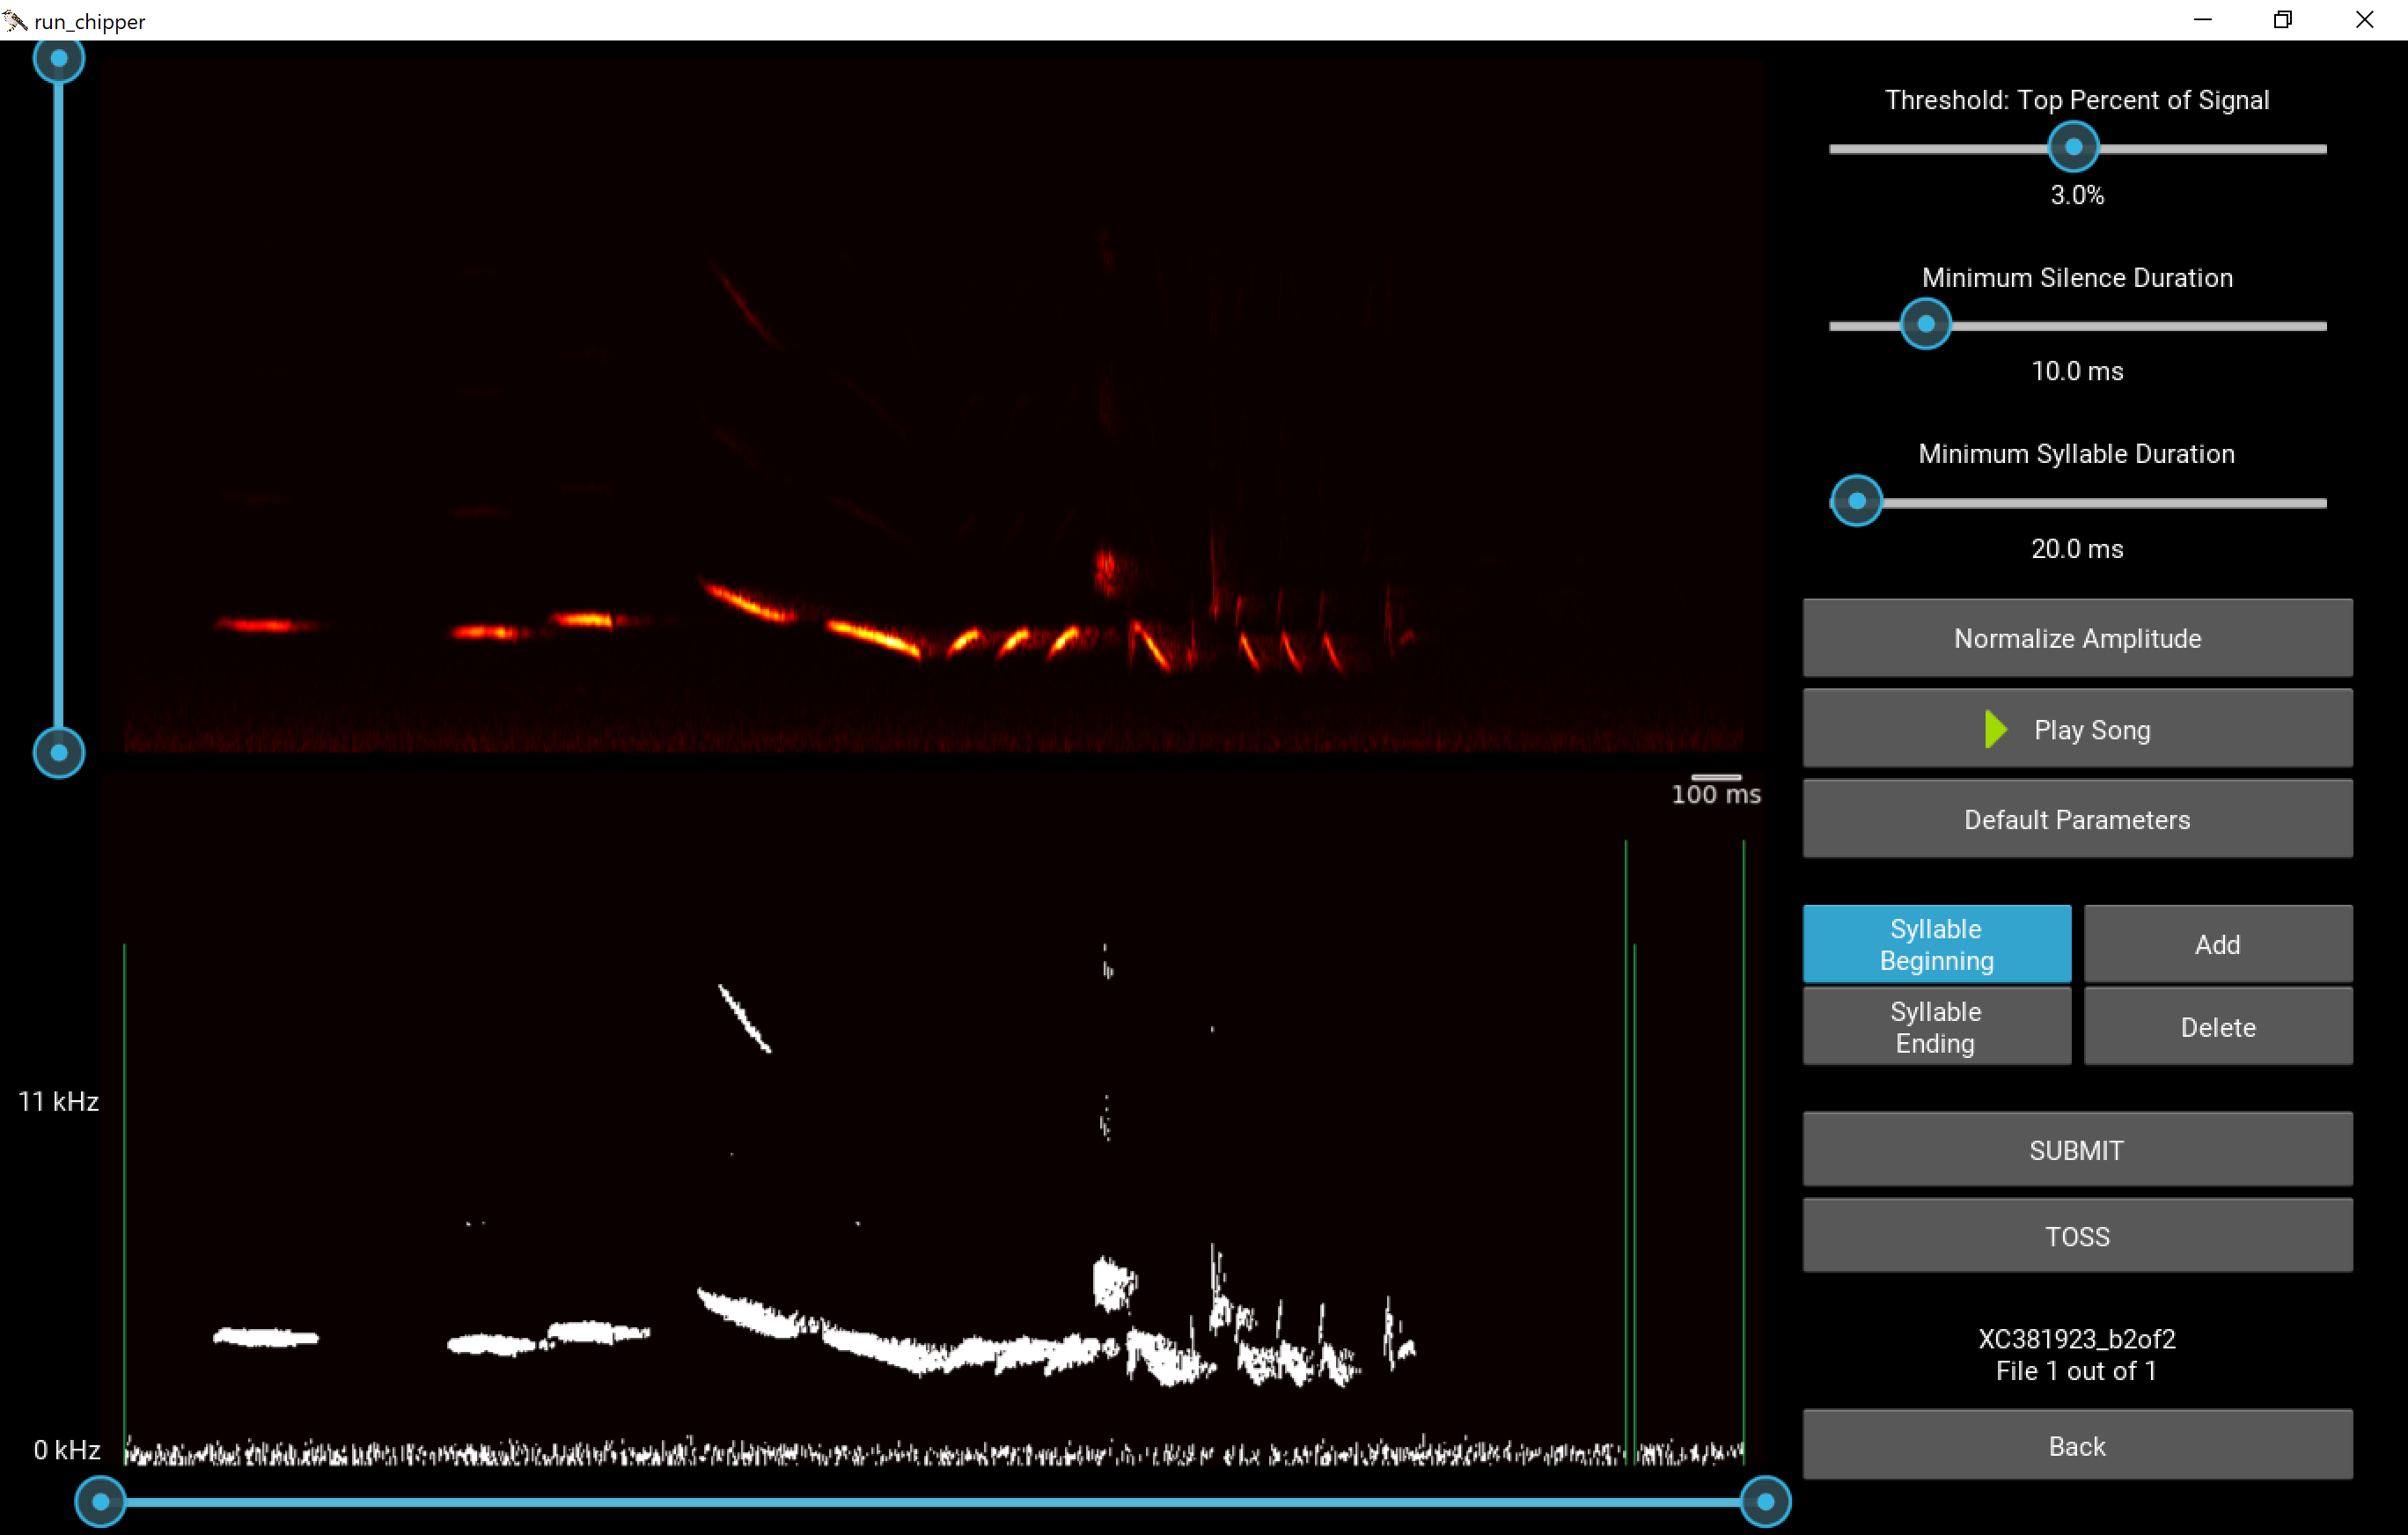 run_chipper
Threshold: Top Percent of Signal
3.0%
Minimum Silence Duration
10.0 ms
Minimum Syllable Duration
20.0 ms
Normalize Amplitude
Play Song
100 ms
Default Parameters
Syllable
Beginning
Add
Syllable
Ending
Delete
11 kHz
SUBMIT
TOSS
XC381923_b2of2
File 1 out of 1
0 kHz
Back